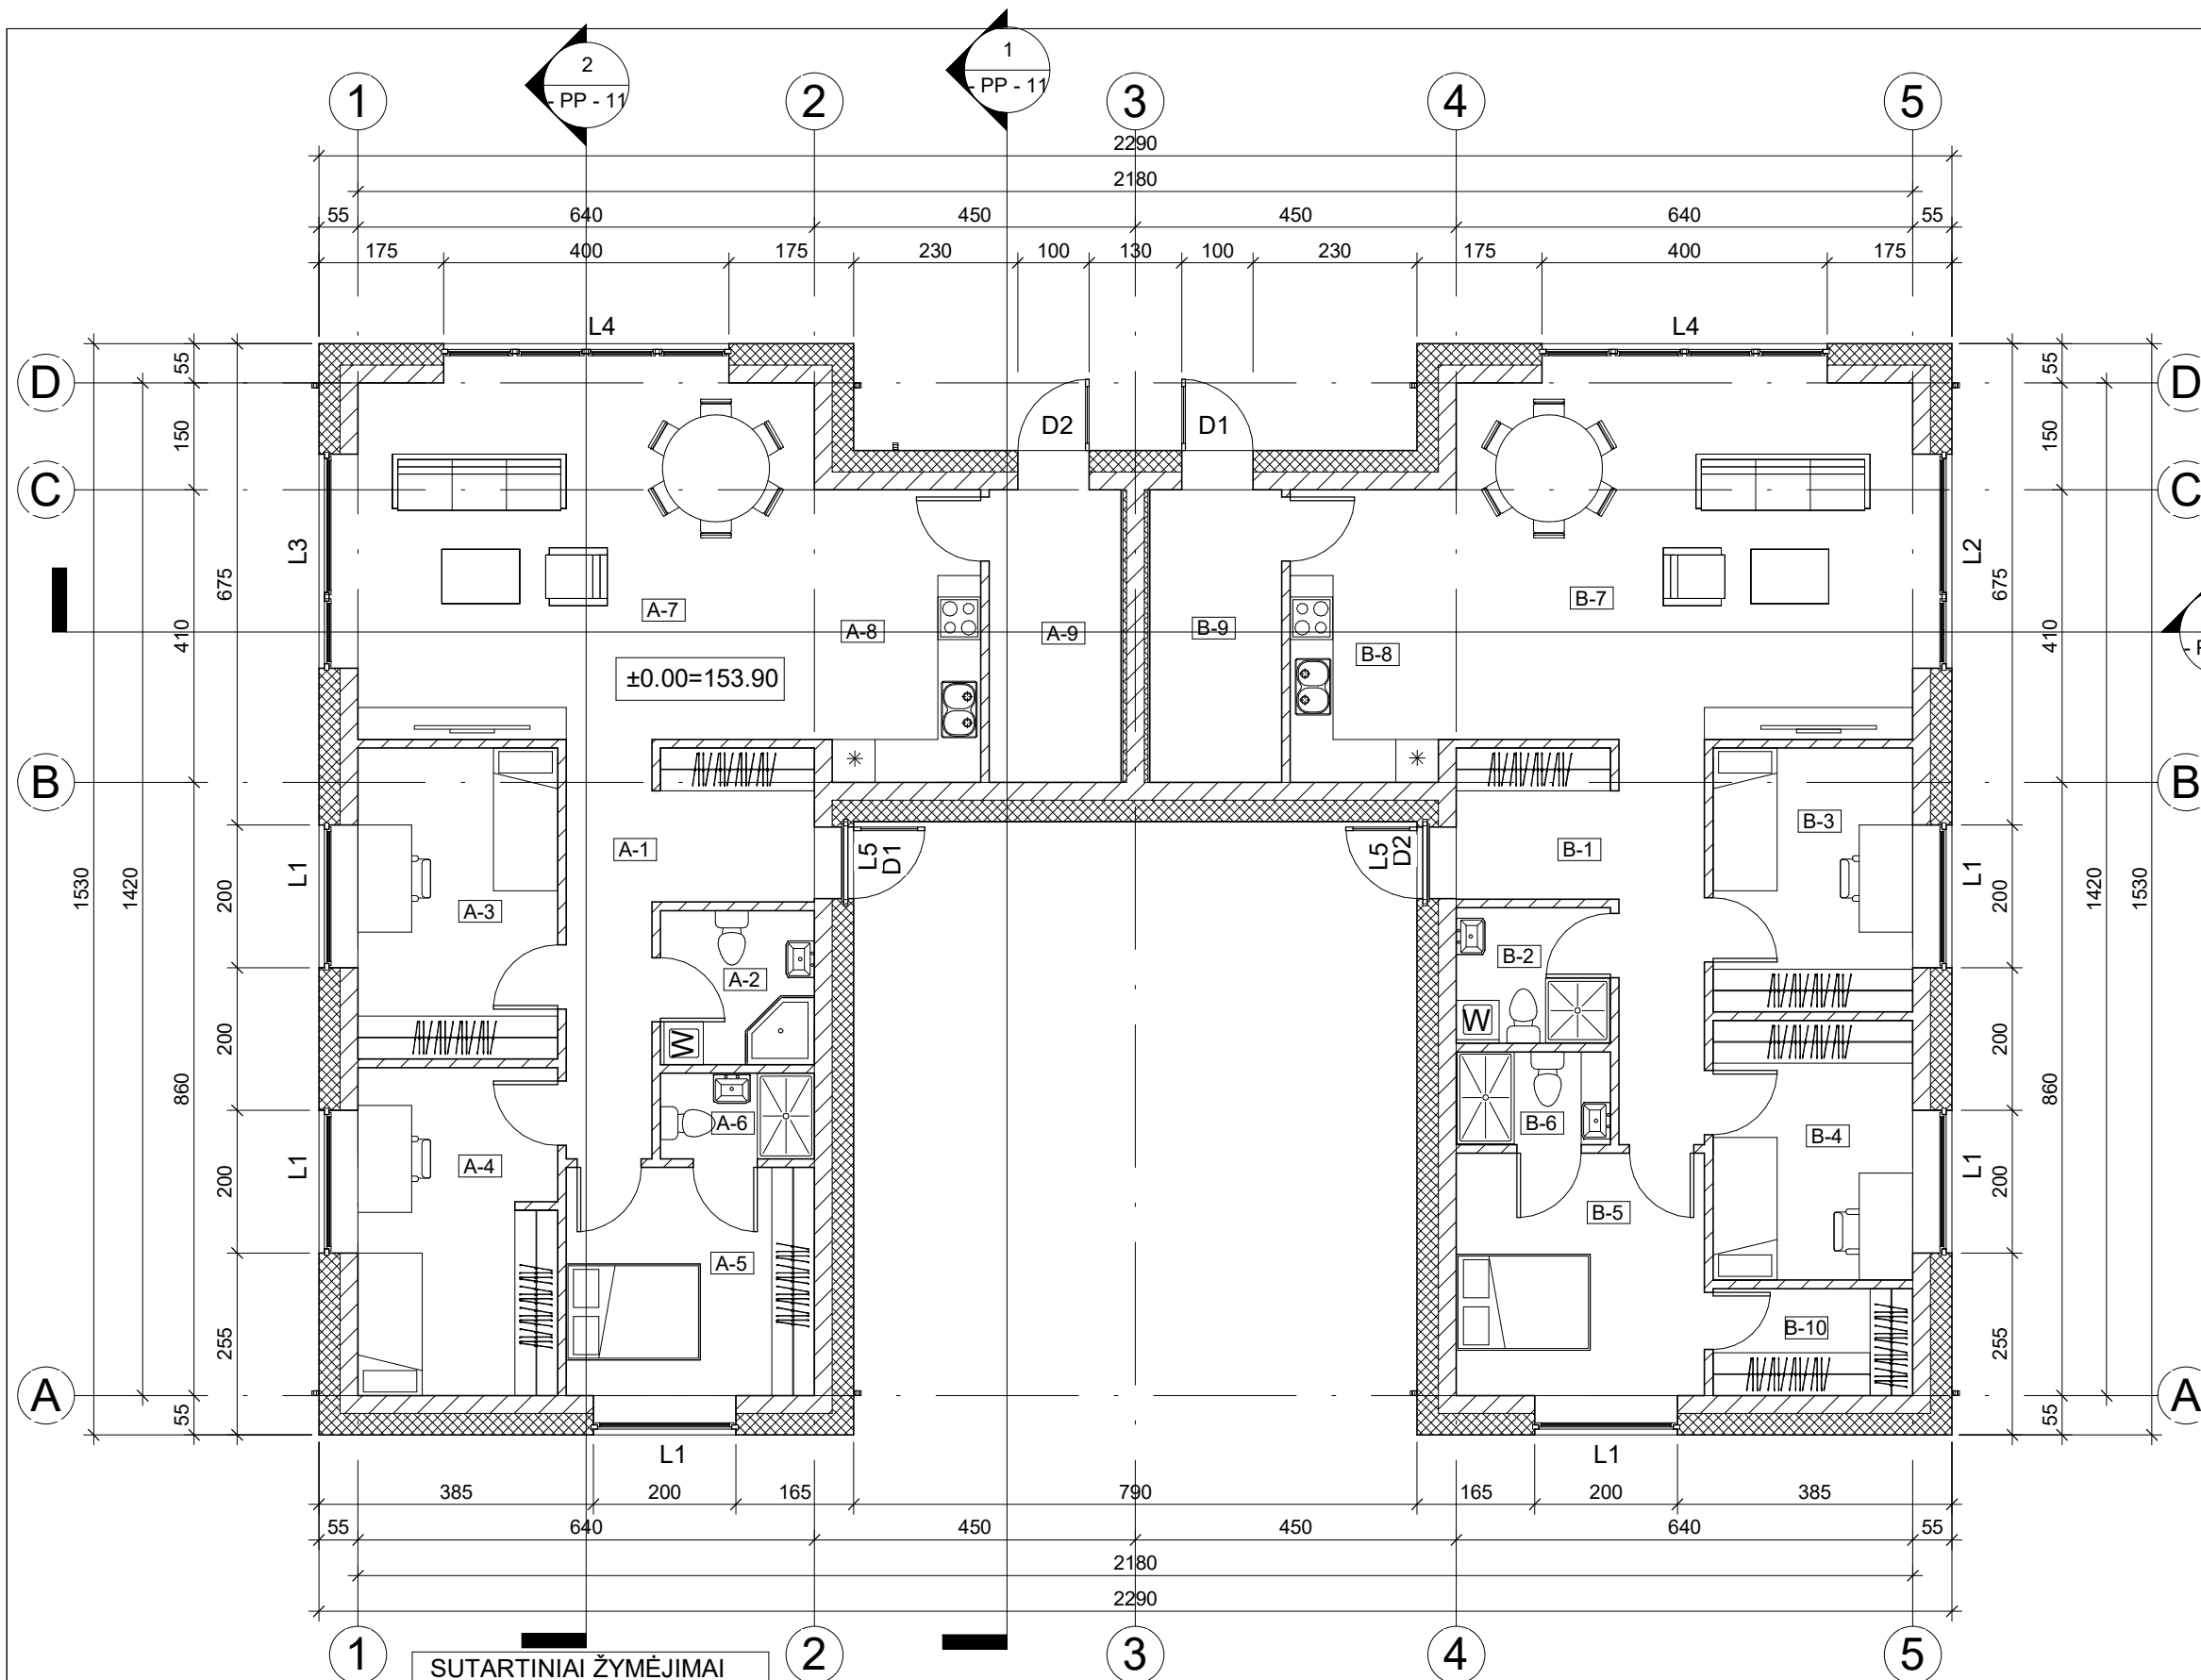 2
- PP - 11
1
- PP - 11
1
2
3
4
5
2290
2180
55
640
450
450
640
55
175
400
175
230
100
130
100
230
175
400
175
L4
L4
D
D
D2
D1
C
C
L3
L2
55
150
410
675
55
150
410
675
A-7
A-8
A-9
B-9
B-7
B-8
±0.00=153.90
B
B
A-1
L5
D1
L5
D2
B-1
B-3
L1
L1
A-3
1530
1420
200
200
1420
1530
A-2
W
B-2
W
200
200
860
860
A-6
B-6
B-4
A-4
L1
L1
200
200
A-5
B-5
B-10
255
255
A
A
55
55
L1
L1
385
200
165
790
165
200
385
55
640
450
450
640
55
2180
2290
1
2
3
4
5
SUTARTINIAI ŽYMĖJIMAI